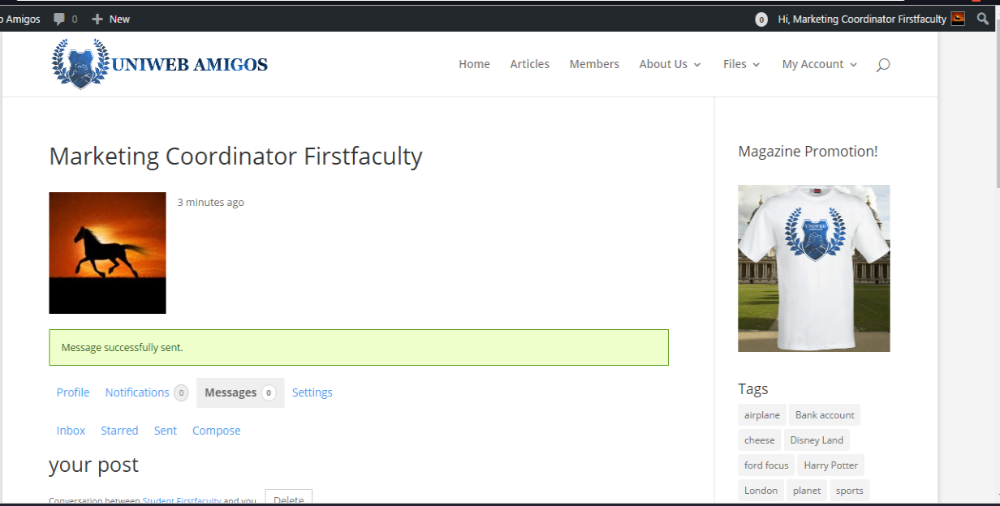 b Amigos 0 New 0 Hi, Marketing Coordinator Firstfaculty
UNIWEB AMIGOS
Home Articles Members About Us Files My Account
Marketing Coordinator Firstfaculty
3 minutes ago
Message successfully sent.
Profile Notifications 0 Messages 0 Settings
Inbox Starred Sent Compose
your post
Conversation between Student Firstfaculty and you Delete
Magazine Promotion!
UNIWEB
Tags
airplane Bank account
cheese Disney Land
ford focus Harry Potter
London planet sports